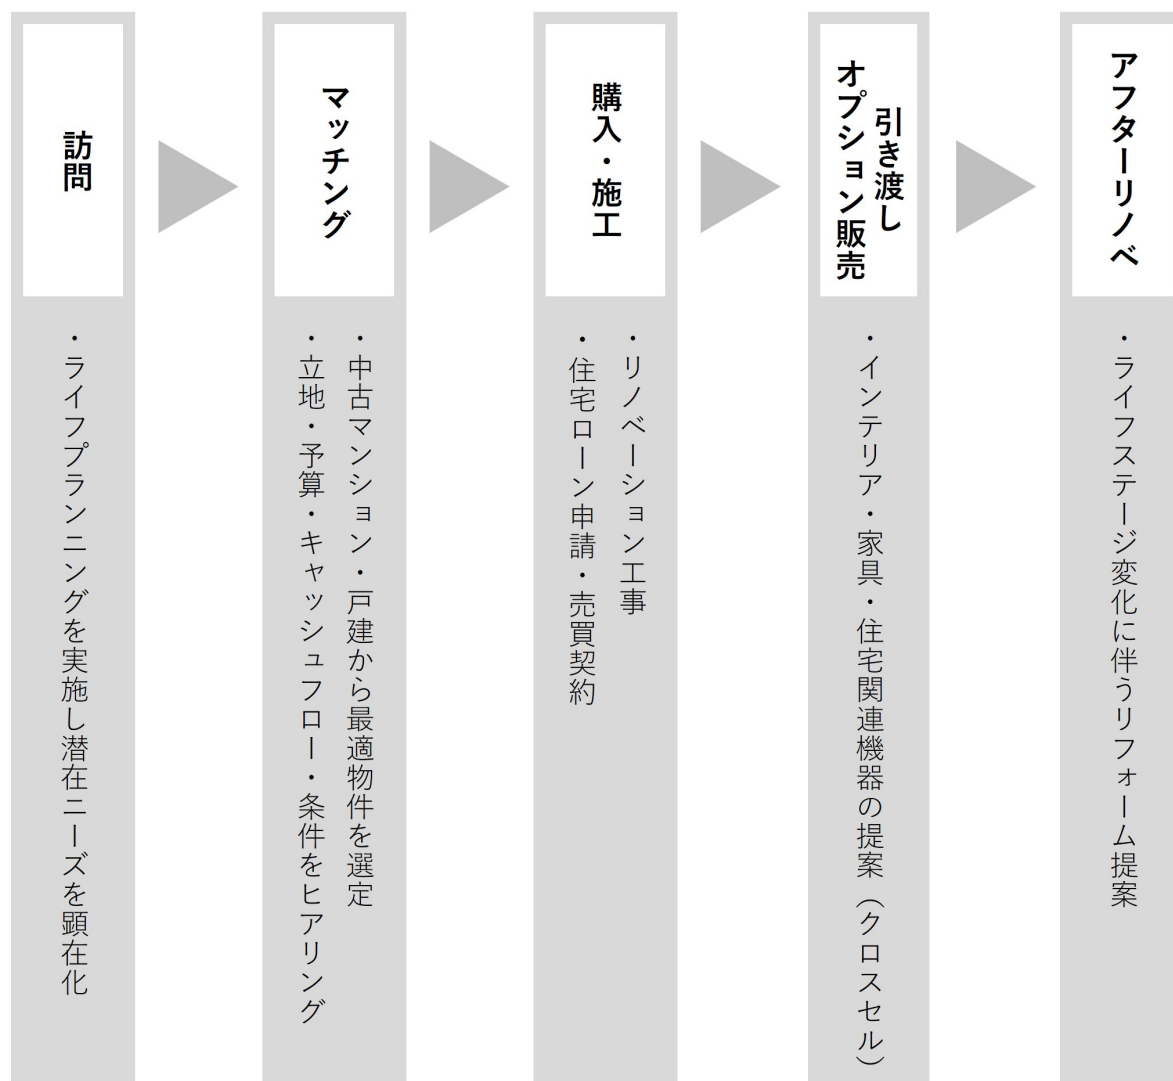 訪問
・ライフプランニングを実施し潜在ニーズを顕在化
マッチング
・中古マンション・戸建から最適物件を選定
・立地・予算・キャッシュフロー・条件をヒアリング
購入・施工
・リノベーション工事
・住宅ローン申請・売買契約
引き渡し
オプション販売
・インテリア・家具・住宅関連機器の提案（クロスセル）
アフターリノベ
・ライフステージ変化に伴うリフォーム提案